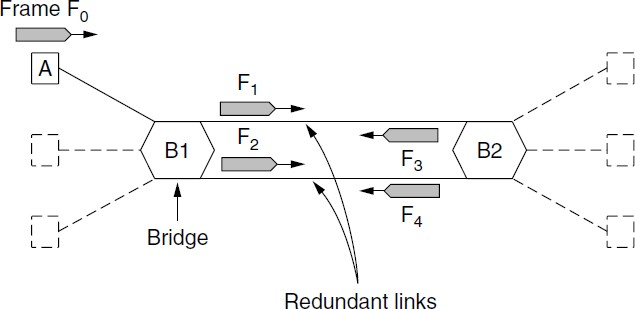 Frame F0
A
F1
B1
F2
F3
B2
F4
Bridge
Redundant links